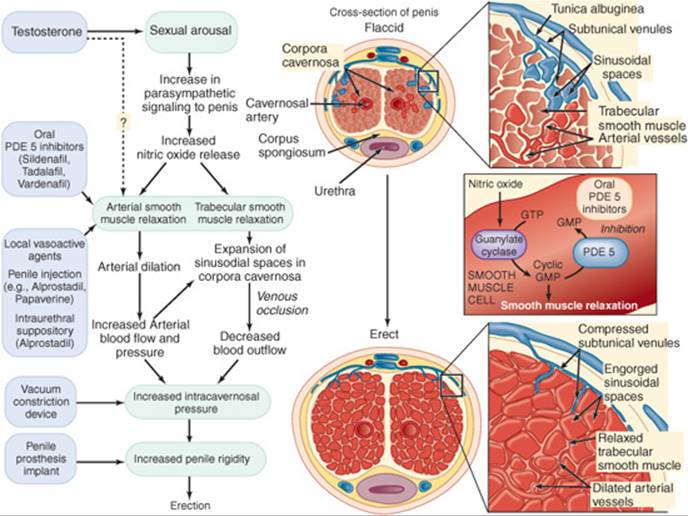 Testosterone
Sexual arousal
Increase in
parasympathetic
signaling to penis
?
Increased
nitric oxide release
Oral
PDE 5 inhibitors
(Sildenafil,
Tadalafil,
Vardenafil)
Arterial smooth
muscle relaxation
Trabecular smooth
muscle relaxation
Local vasoactive
agents
Penile injection
(e.g., Alprostadil,
Papaverine)
Intraurethral
suppository
(Alprostadil)
Arterial dilation
Expansion of
sinusodial spaces in
corpora cavernosa
Venous
occlusion
Increased Arterial
blood flow and
pressure
Decreased
blood outflow
Vacuum
constriction
device
Increased intracavernosal
pressure
Penile
prosthesis
implant
Increased penile rigidity
Erection
Cross-section of penis
Flaccid
Corpora
cavernosa
Cavernosal
artery
Corpus
spongiosum
Urethra
Erect
Tunica albuginea
Subtunical venules
Sinusoidal
spaces
Trabecular
smooth muscle
Arterial vessels
Nitric oxide
Oral
PDE 5
inhibitors
GTP
GMP
Inhibition
Guanylate
cyclase
PDE 5
Cyclic
GMP
SMOOTH
MUSCLE
CELL
Smooth muscle relaxation
Compressed
subtunical venules
Engorged
sinusoidal
spaces
Relaxed
trabecular
smooth muscle
Dilated arterial
vessels